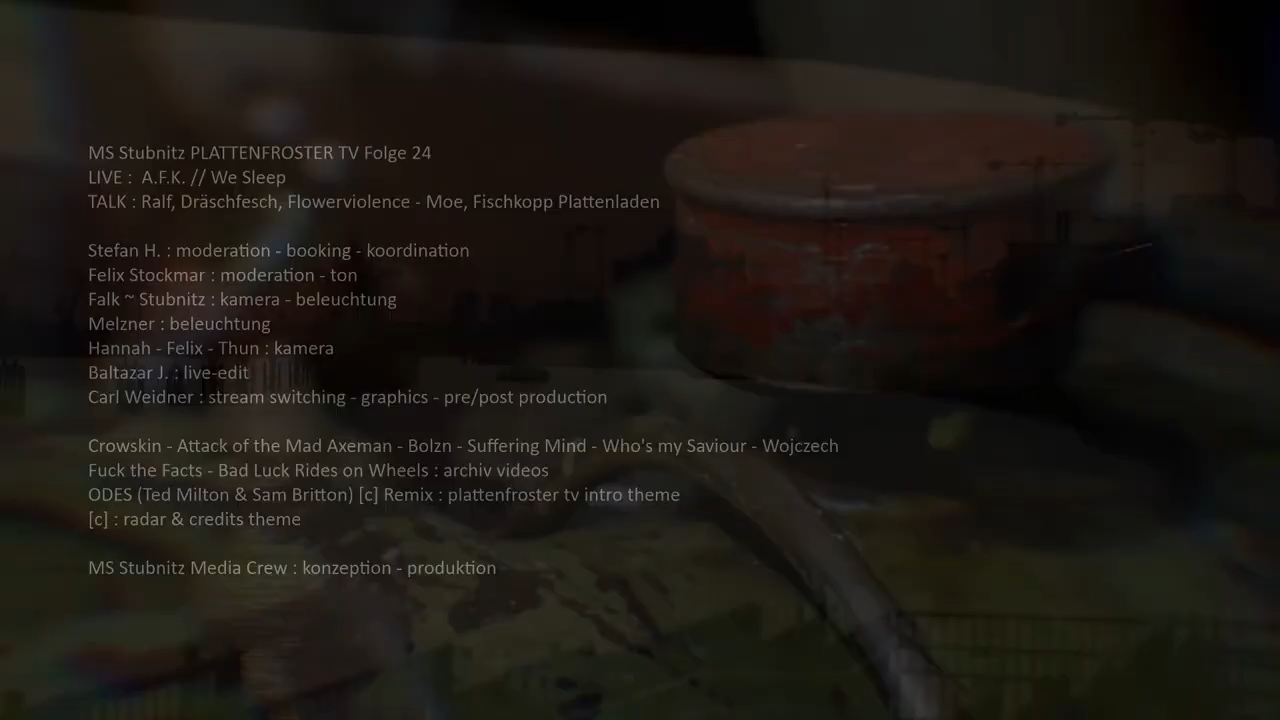 MS Stubnitz PLATTENFROSTER TV Folge 24
LIVE :  A.F.K. // We Sleep
TALK : Ralf, Dräschfesch, Flowerviolence - Moe, Fischkopp Plattenladen
Stefan H. : moderation - booking - koordination
Felix Stockmar : moderation - ton
Falk ~ Stubnitz : kamera - beleuchtung
Melzner : beleuchtung
Hannah - Felix - Thun : kamera
Baltazar J. : live-edit
Carl Weidner : stream switching - graphics - pre/post production
Crowskin - Attack of the Mad Axeman - Bolzn - Suffering Mind - Who's my Saviour - Wojczech
Fuck the Facts - Bad Luck Rides on Wheels : archiv videos
ODES (Ted Milton & Sam Britton) [c] Remix : plattenfroster tv intro theme
[c] : radar & credits theme
MS Stubnitz Media Crew : konzeption - produktion